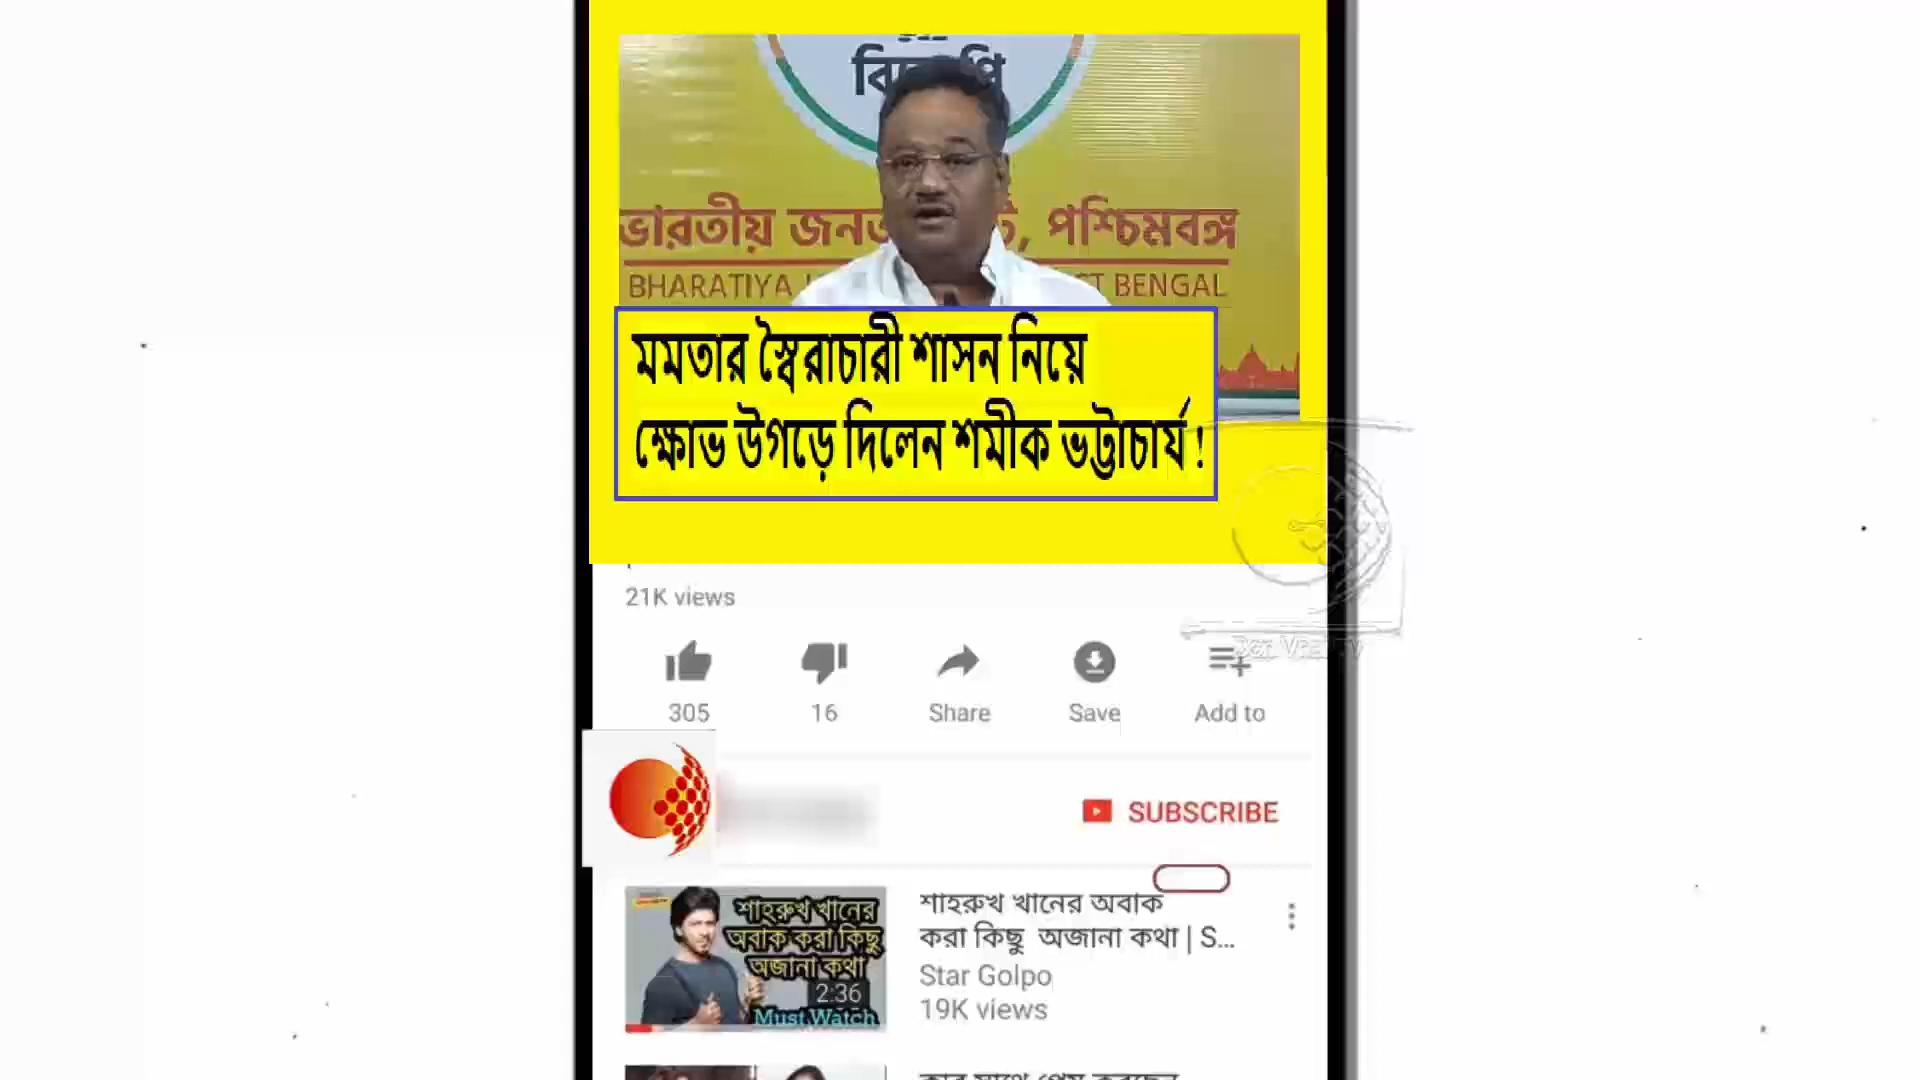 ভারতীয় পশ্চিমবঙ্গ
BHARATIYA BENGAL
মমতার স্বৈরাচারী শাসন নিয়ে
ক্ষোভ উগড়ে দিলেন শমীক ভট্টাচার্য !
21K views
305 16 Share Save Add to
SUBSCRIBE
শাহরুখ খানের
অবাক করা কিছু
অজানা কথা
2:36
Must Watch
শাহরুখ খানের অবাক
করা কিছু অজানা কথা | S...
Star Golpo
19K views